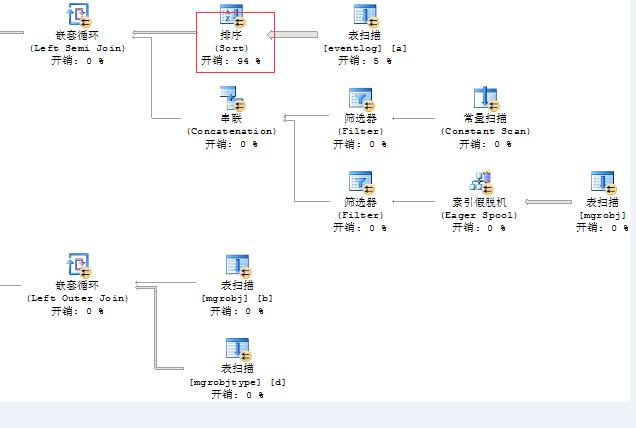 嵌套循环 排序 表扫描
(Left Semi Join) (Sort) [eventlog] [a]
开销: 0 % 开销: 94 % 开销: 5 %
串联 筛选器 常量扫描
(Concatenation) (Filter) (Constant Scan)
开销: 0 % 开销: 0 % 开销: 0 %
筛选器 索引假脱机 表扫描
(Filter) (Eager Spool) [mgrobj]
开销: 0 % 开销: 0 % 开销: 0 %
嵌套循环 表扫描
(Left Outer Join) [mgrobj] [b]
开销: 0 % 开销: 0 %
表扫描
[mgrobjtype] [d]
开销: 0 %